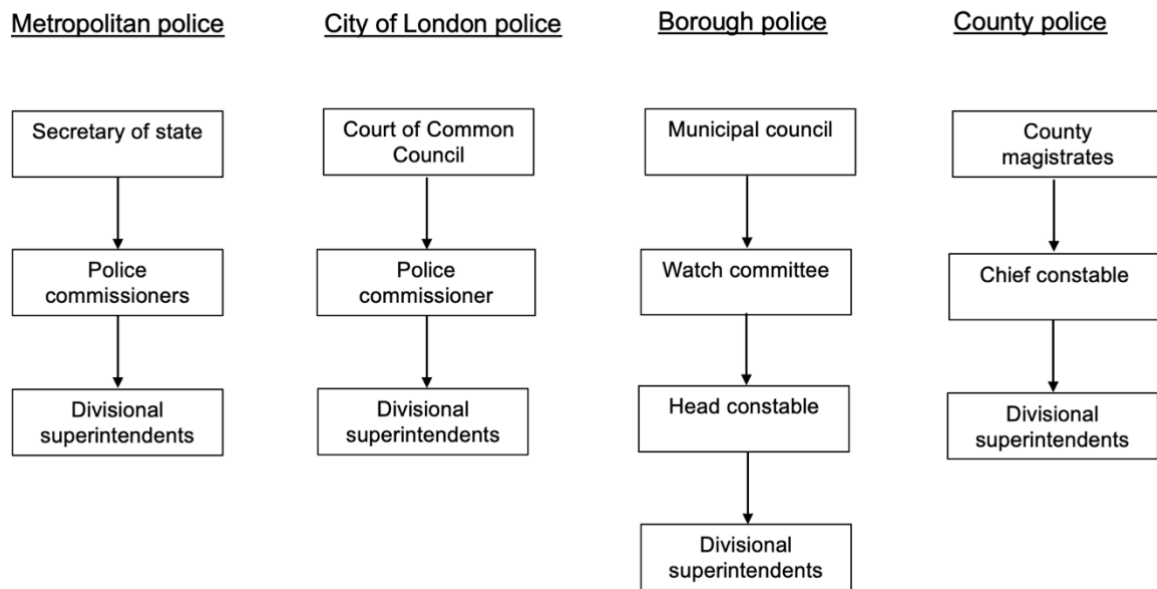 Metropolitan police
City of London police
Borough police
County police
Secretary of state
Court of Common
Council
Municipal council
County
magistrates
Police
commissioners
Police
commissioner
Watch committee
Chief constable
Divisional
superintendents
Divisional
superintendents
Head constable
Divisional
superintendents
Divisional
superintendents